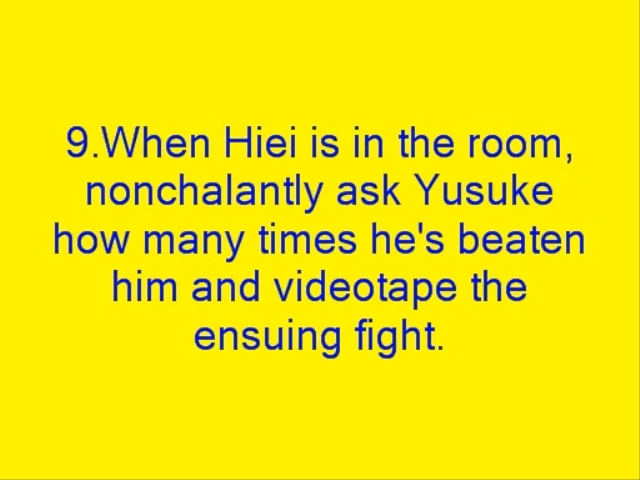 9.When Hiei is in the room,
nonchalantly ask Yusuke
how many times he's beaten
him and videotape the
ensuing fight.